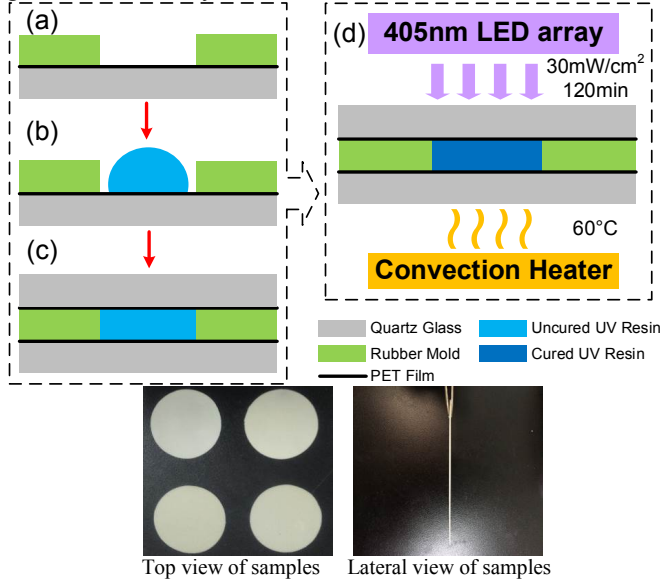 (a)
(b)
(c)
(d)
405nm LED array
30mW/cm²
120min
60°C
Convection Heater
Quartz Glass
Uncured UV Resin
Rubber Mold
Cured UV Resin
PET Film
Top view of samples
Lateral view of samples